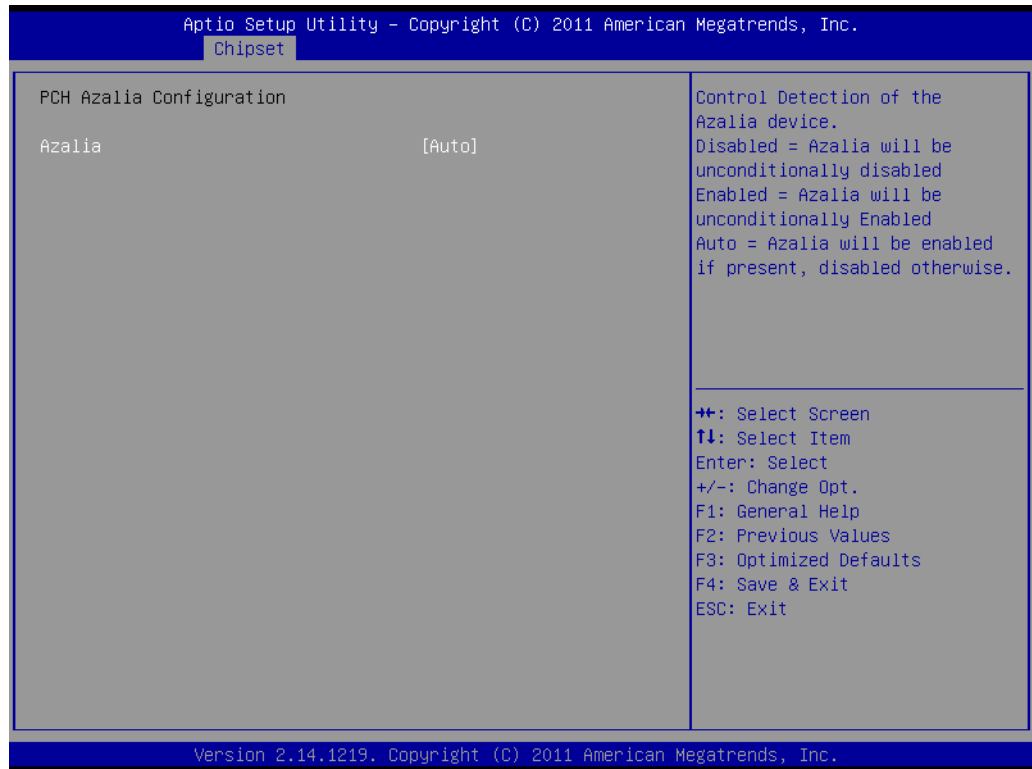 Aptio Setup Utility – Copyright (C) 2011 American Megatrends, Inc.
Chipset
PCH Azalia Configuration
Azalia [Auto]
Control Detection of the
Azalia device.
Disabled = Azalia will be
unconditionally disabled
Enabled = Azalia will be
unconditionally Enabled
Auto = Azalia will be enabled
if present, disabled otherwise.
→←: Select Screen
↑↓: Select Item
Enter: Select
+/-: Change Opt.
F1: General Help
F2: Previous Values
F3: Optimized Defaults
F4: Save & Exit
ESC: Exit
Version 2.14.1219. Copyright (C) 2011 American Megatrends, Inc.